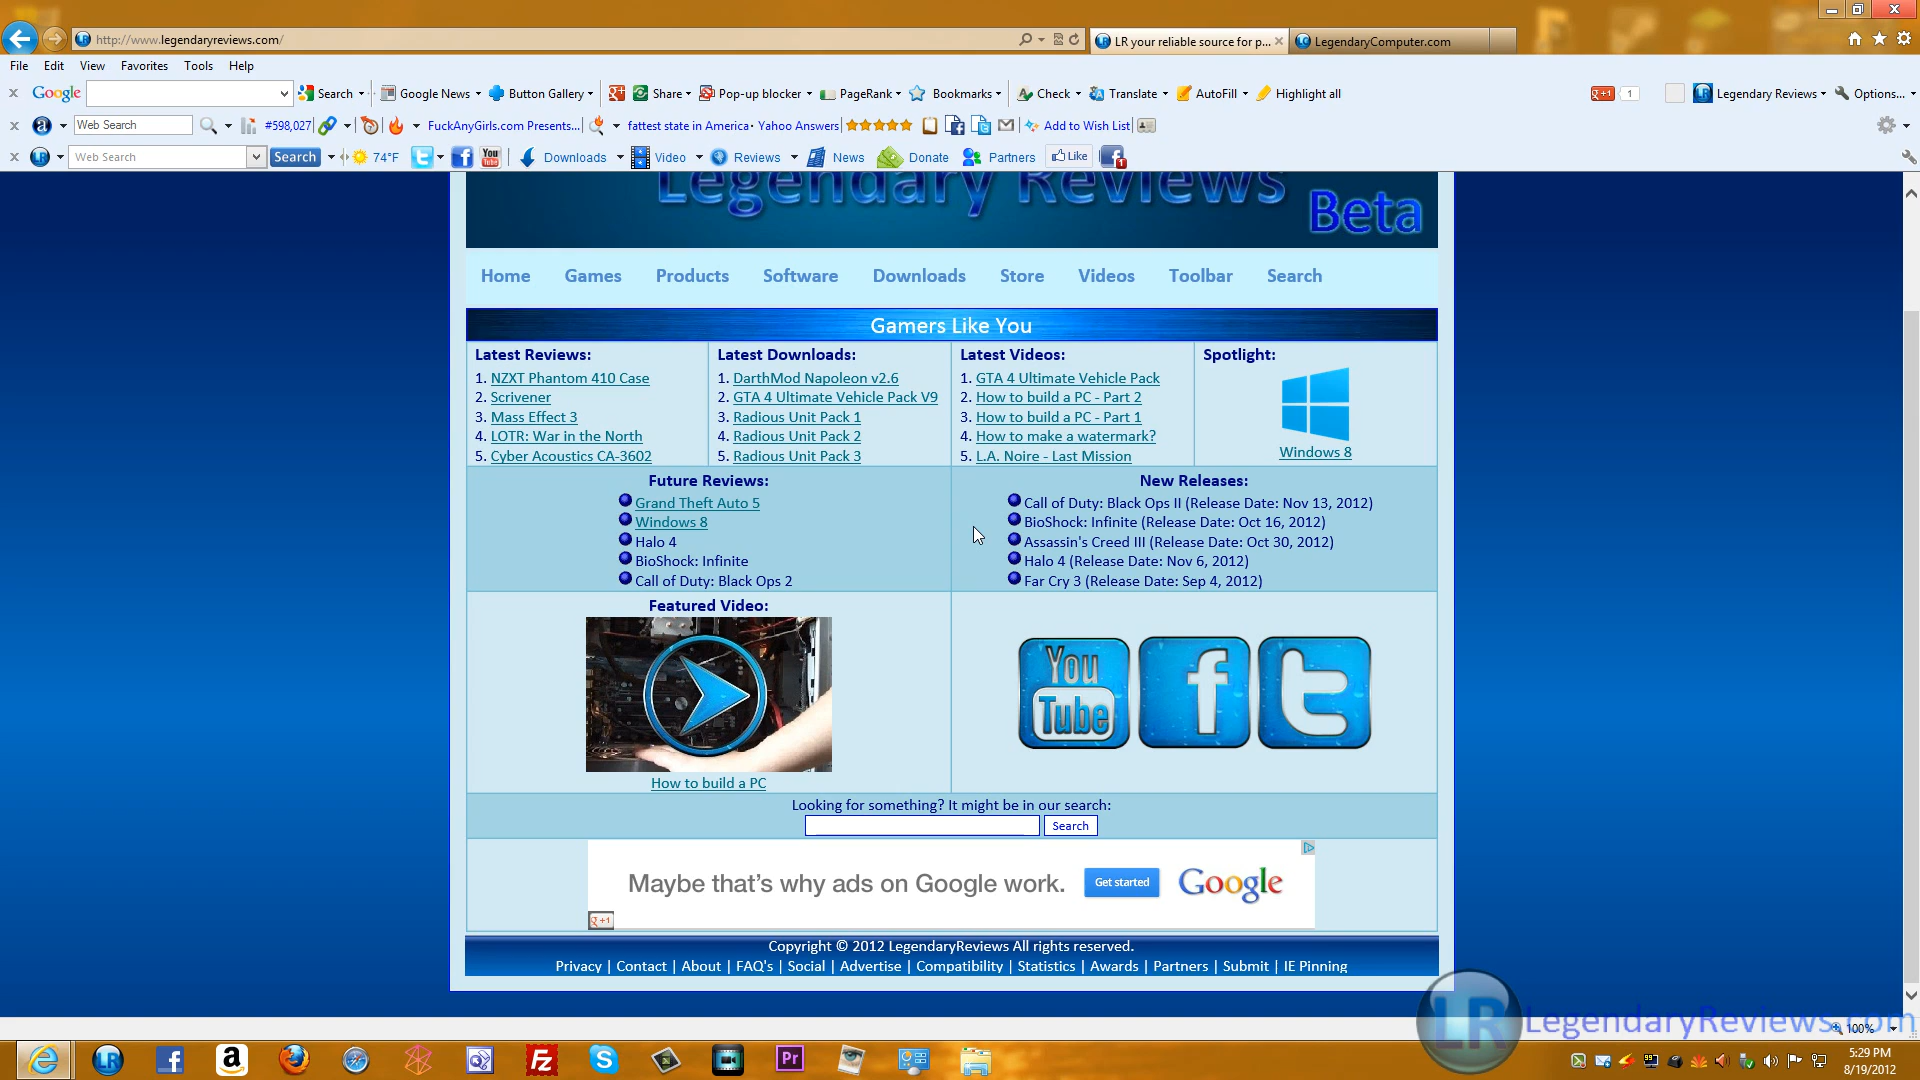 http://www.legendaryreviews.com/
LR your reliable source for p...
LegendaryComputer.com
File Edit View Favorites Tools Help
Google Search Google News Button Gallery Share Pop-up blocker PageRank Bookmarks Check Translate AutoFill Highlight all +1 1 Legendary Reviews Options...
Web Search #598,027 FuckAnyGirls.com Presents... fattest state in America- Yahoo Answers Add to Wish List
Web Search Search 74°F Downloads Video Reviews News Donate Partners Like 1
Legendary Reviews
Beta
Home Games Products Software Downloads Store Videos Toolbar Search
Gamers Like You
Latest Reviews:
1. NZXT Phantom 410 Case
2. Scrivener
3. Mass Effect 3
4. LOTR: War in the North
5. Cyber Acoustics CA-3602
Latest Downloads:
1. DarthMod Napoleon v2.6
2. GTA 4 Ultimate Vehicle Pack V9
3. Radious Unit Pack 1
4. Radious Unit Pack 2
5. Radious Unit Pack 3
Latest Videos:
1. GTA 4 Ultimate Vehicle Pack
2. How to build a PC - Part 2
3. How to build a PC - Part 1
4. How to make a watermark?
5. L.A. Noire - Last Mission
Spotlight:
Windows 8
Future Reviews:
Grand Theft Auto 5
Windows 8
Halo 4
BioShock: Infinite
Call of Duty: Black Ops 2
New Releases:
Call of Duty: Black Ops II (Release Date: Nov 13, 2012)
BioShock: Infinite (Release Date: Oct 16, 2012)
Assassin's Creed III (Release Date: Oct 30, 2012)
Halo 4 (Release Date: Nov 6, 2012)
Far Cry 3 (Release Date: Sep 4, 2012)
Featured Video:
How to build a PC
You
Tube
f
t
Looking for something? It might be in our search:
Search
Maybe that's why ads on Google work. Get started Google
g +1
Copyright © 2012 LegendaryReviews All rights reserved.
Privacy | Contact | About | FAQ's | Social | Advertise | Compatibility | Statistics | Awards | Partners | Submit | IE Pinning
LR LegendaryReviews.com
100%
5:29 PM
8/19/2012